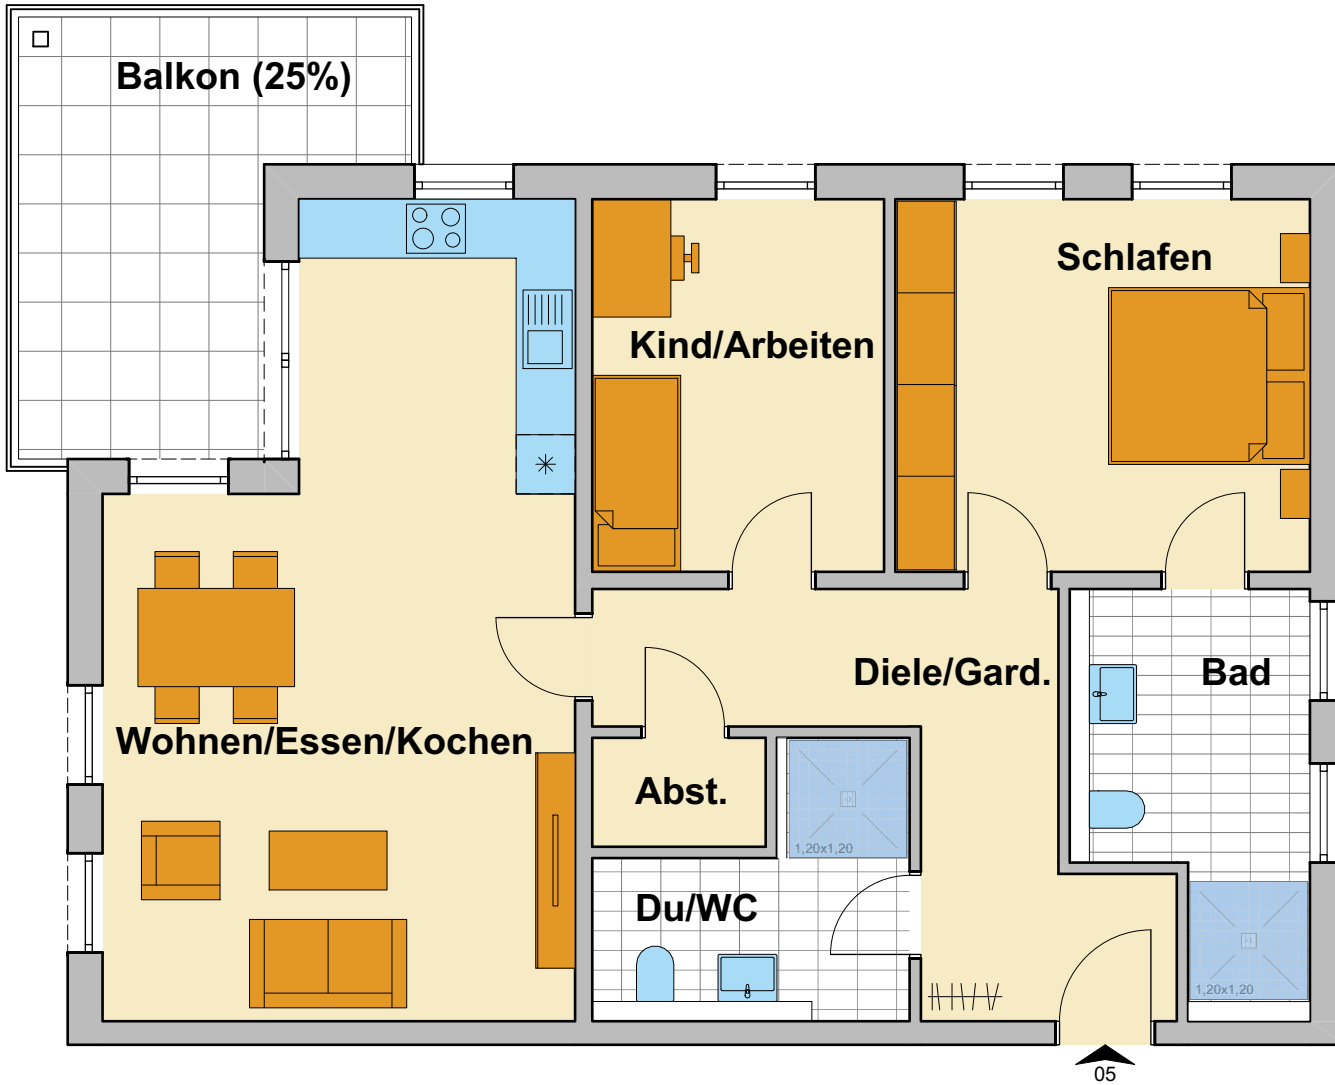 Balkon (25%)
Schlafen
Kind/Arbeiten
Diele/Gard.
Bad
Wohnen/Essen/Kochen
Abst.
1,20x1,20
Du/WC
1,20x1,20
05